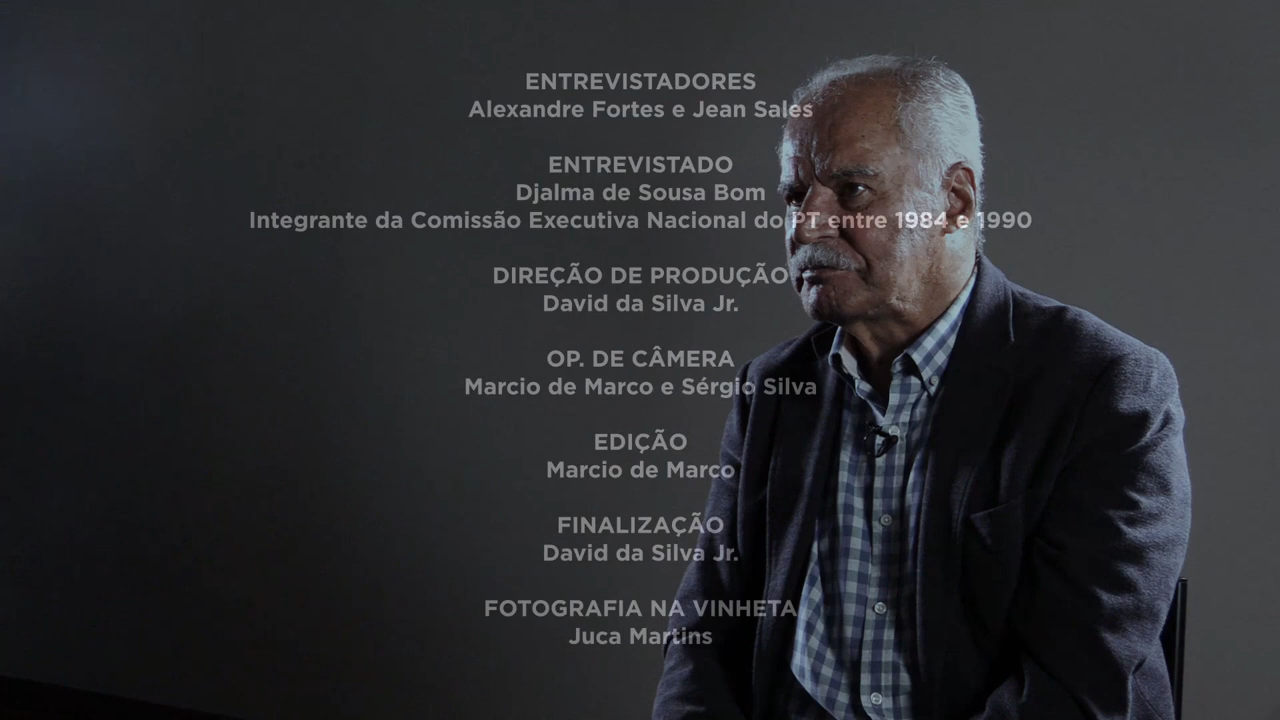 ENTREVISTADORES
Alexandre Fortes e Jean Sales
ENTREVISTADO
Djalma de Sousa Bom
Integrante da Comissão Executiva Nacional do PT entre 1984 e 1990
DIREÇÃO DE PRODUÇÃO
David da Silva Jr.
OP. DE CÂMERA
Marcio de Marco e Sérgio Silva
EDIÇÃO
Marcio de Marco
FINALIZAÇÃO
David da Silva Jr.
FOTOGRAFIA NA VINHETA
Juca Martins